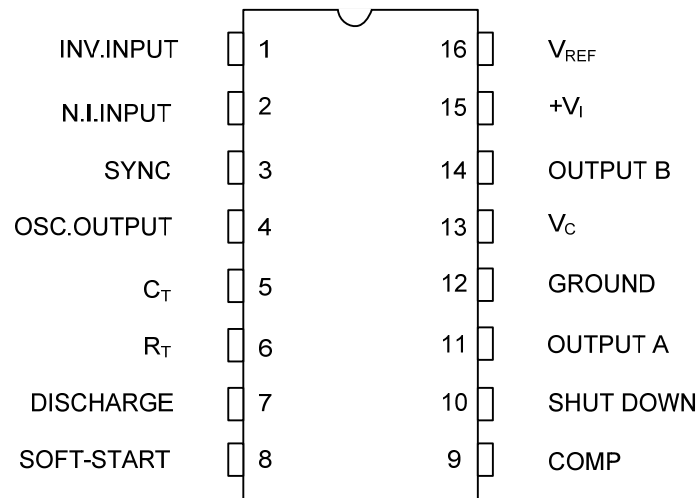 INV.INPUT 1 16 VREF
N.I.INPUT 2 15 +VI
SYNC 3 14 OUTPUT B
OSC.OUTPUT 4 13 VC
CT 5 12 GROUND
RT 6 11 OUTPUT A
DISCHARGE 7 10 SHUT DOWN
SOFT-START 8 9 COMP